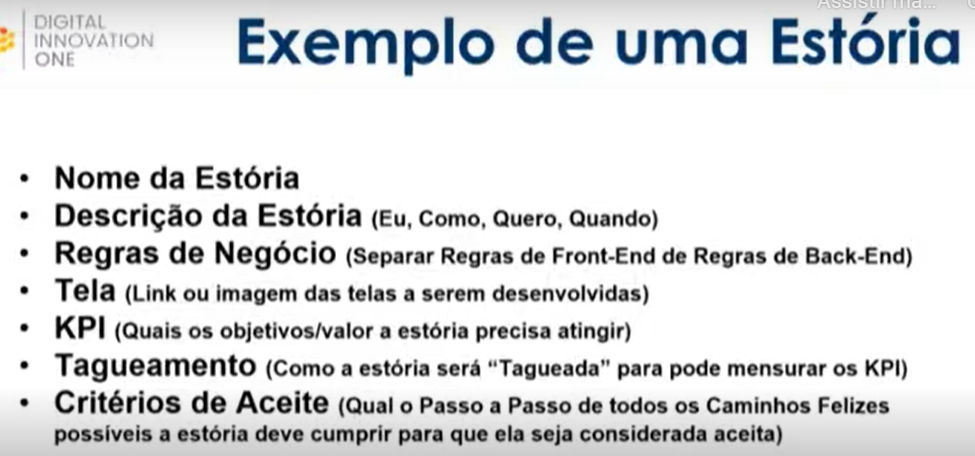 Assistir ma...
DIGITAL
INNOVATION
ONE
Exemplo de uma Estória
• Nome da Estória
• Descrição da Estória (Eu, Como, Quero, Quando)
• Regras de Negócio (Separar Regras de Front-End de Regras de Back-End)
• Tela (Link ou imagem das telas a serem desenvolvidas)
• KPI (Quais os objetivos/valor a estória precisa atingir)
• Tagueamento (Como a estória será “Tagueada” para pode mensurar os KPI)
• Critérios de Aceite (Qual o Passo a Passo de todos os Caminhos Felizes
possíveis a estória deve cumprir para que ela seja considerada aceita)